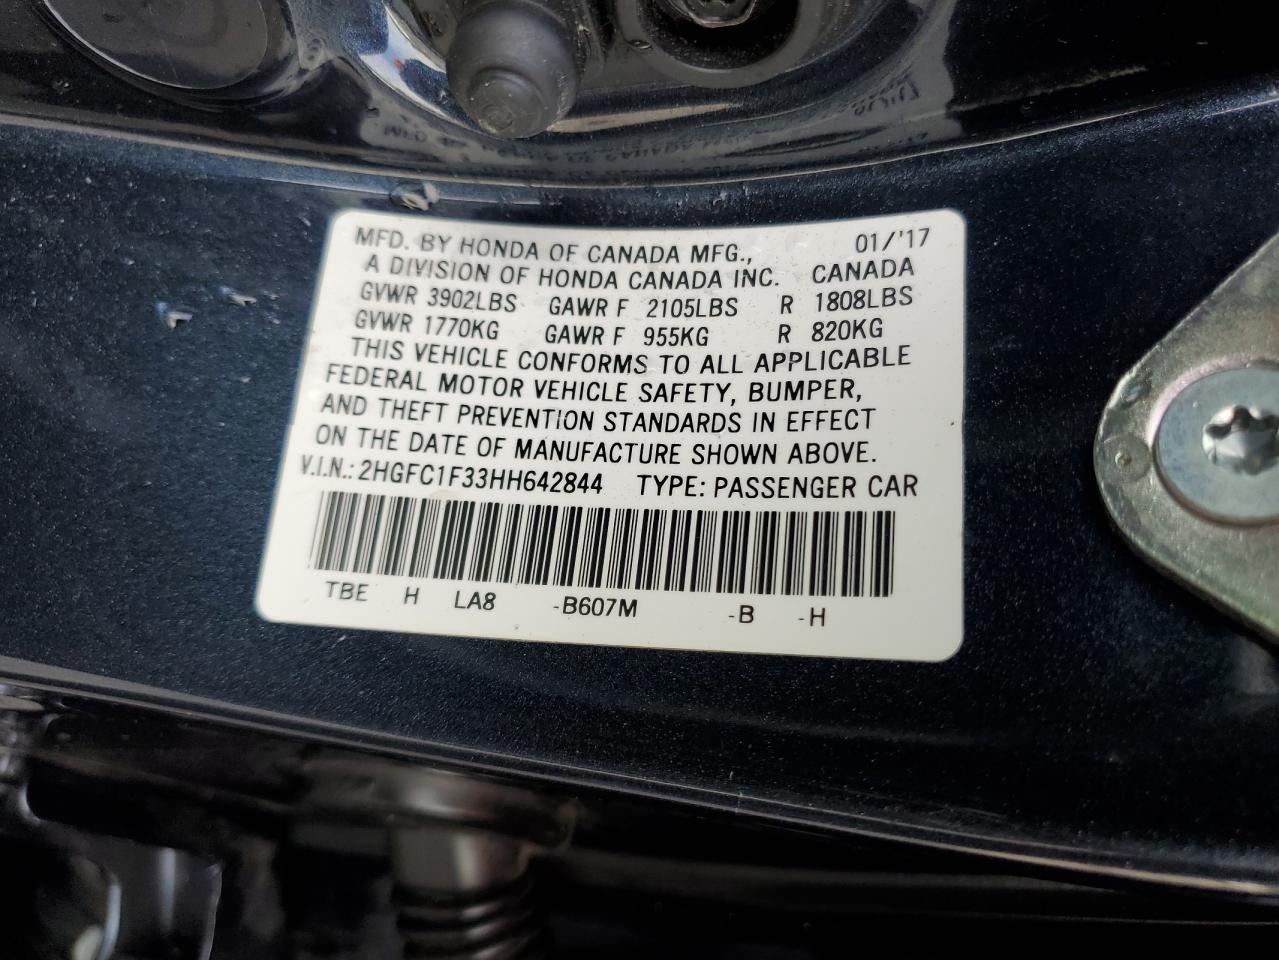 MFD. BY HONDA OF CANADA MFG., 01/'17
A DIVISION OF HONDA CANADA INC. CANADA
GVWR 3902LBS GAWR F 2105LBS R 1808LBS
GVWR 1770KG GAWR F 955KG R 820KG
THIS VEHICLE CONFORMS TO ALL APPLICABLE
FEDERAL MOTOR VEHICLE SAFETY, BUMPER,
AND THEFT PREVENTION STANDARDS IN EFFECT
ON THE DATE OF MANUFACTURE SHOWN ABOVE.
V.I.N.: 2HGFC1F33HH642844 TYPE: PASSENGER CAR
TBE H LA8 -B607M -B -H